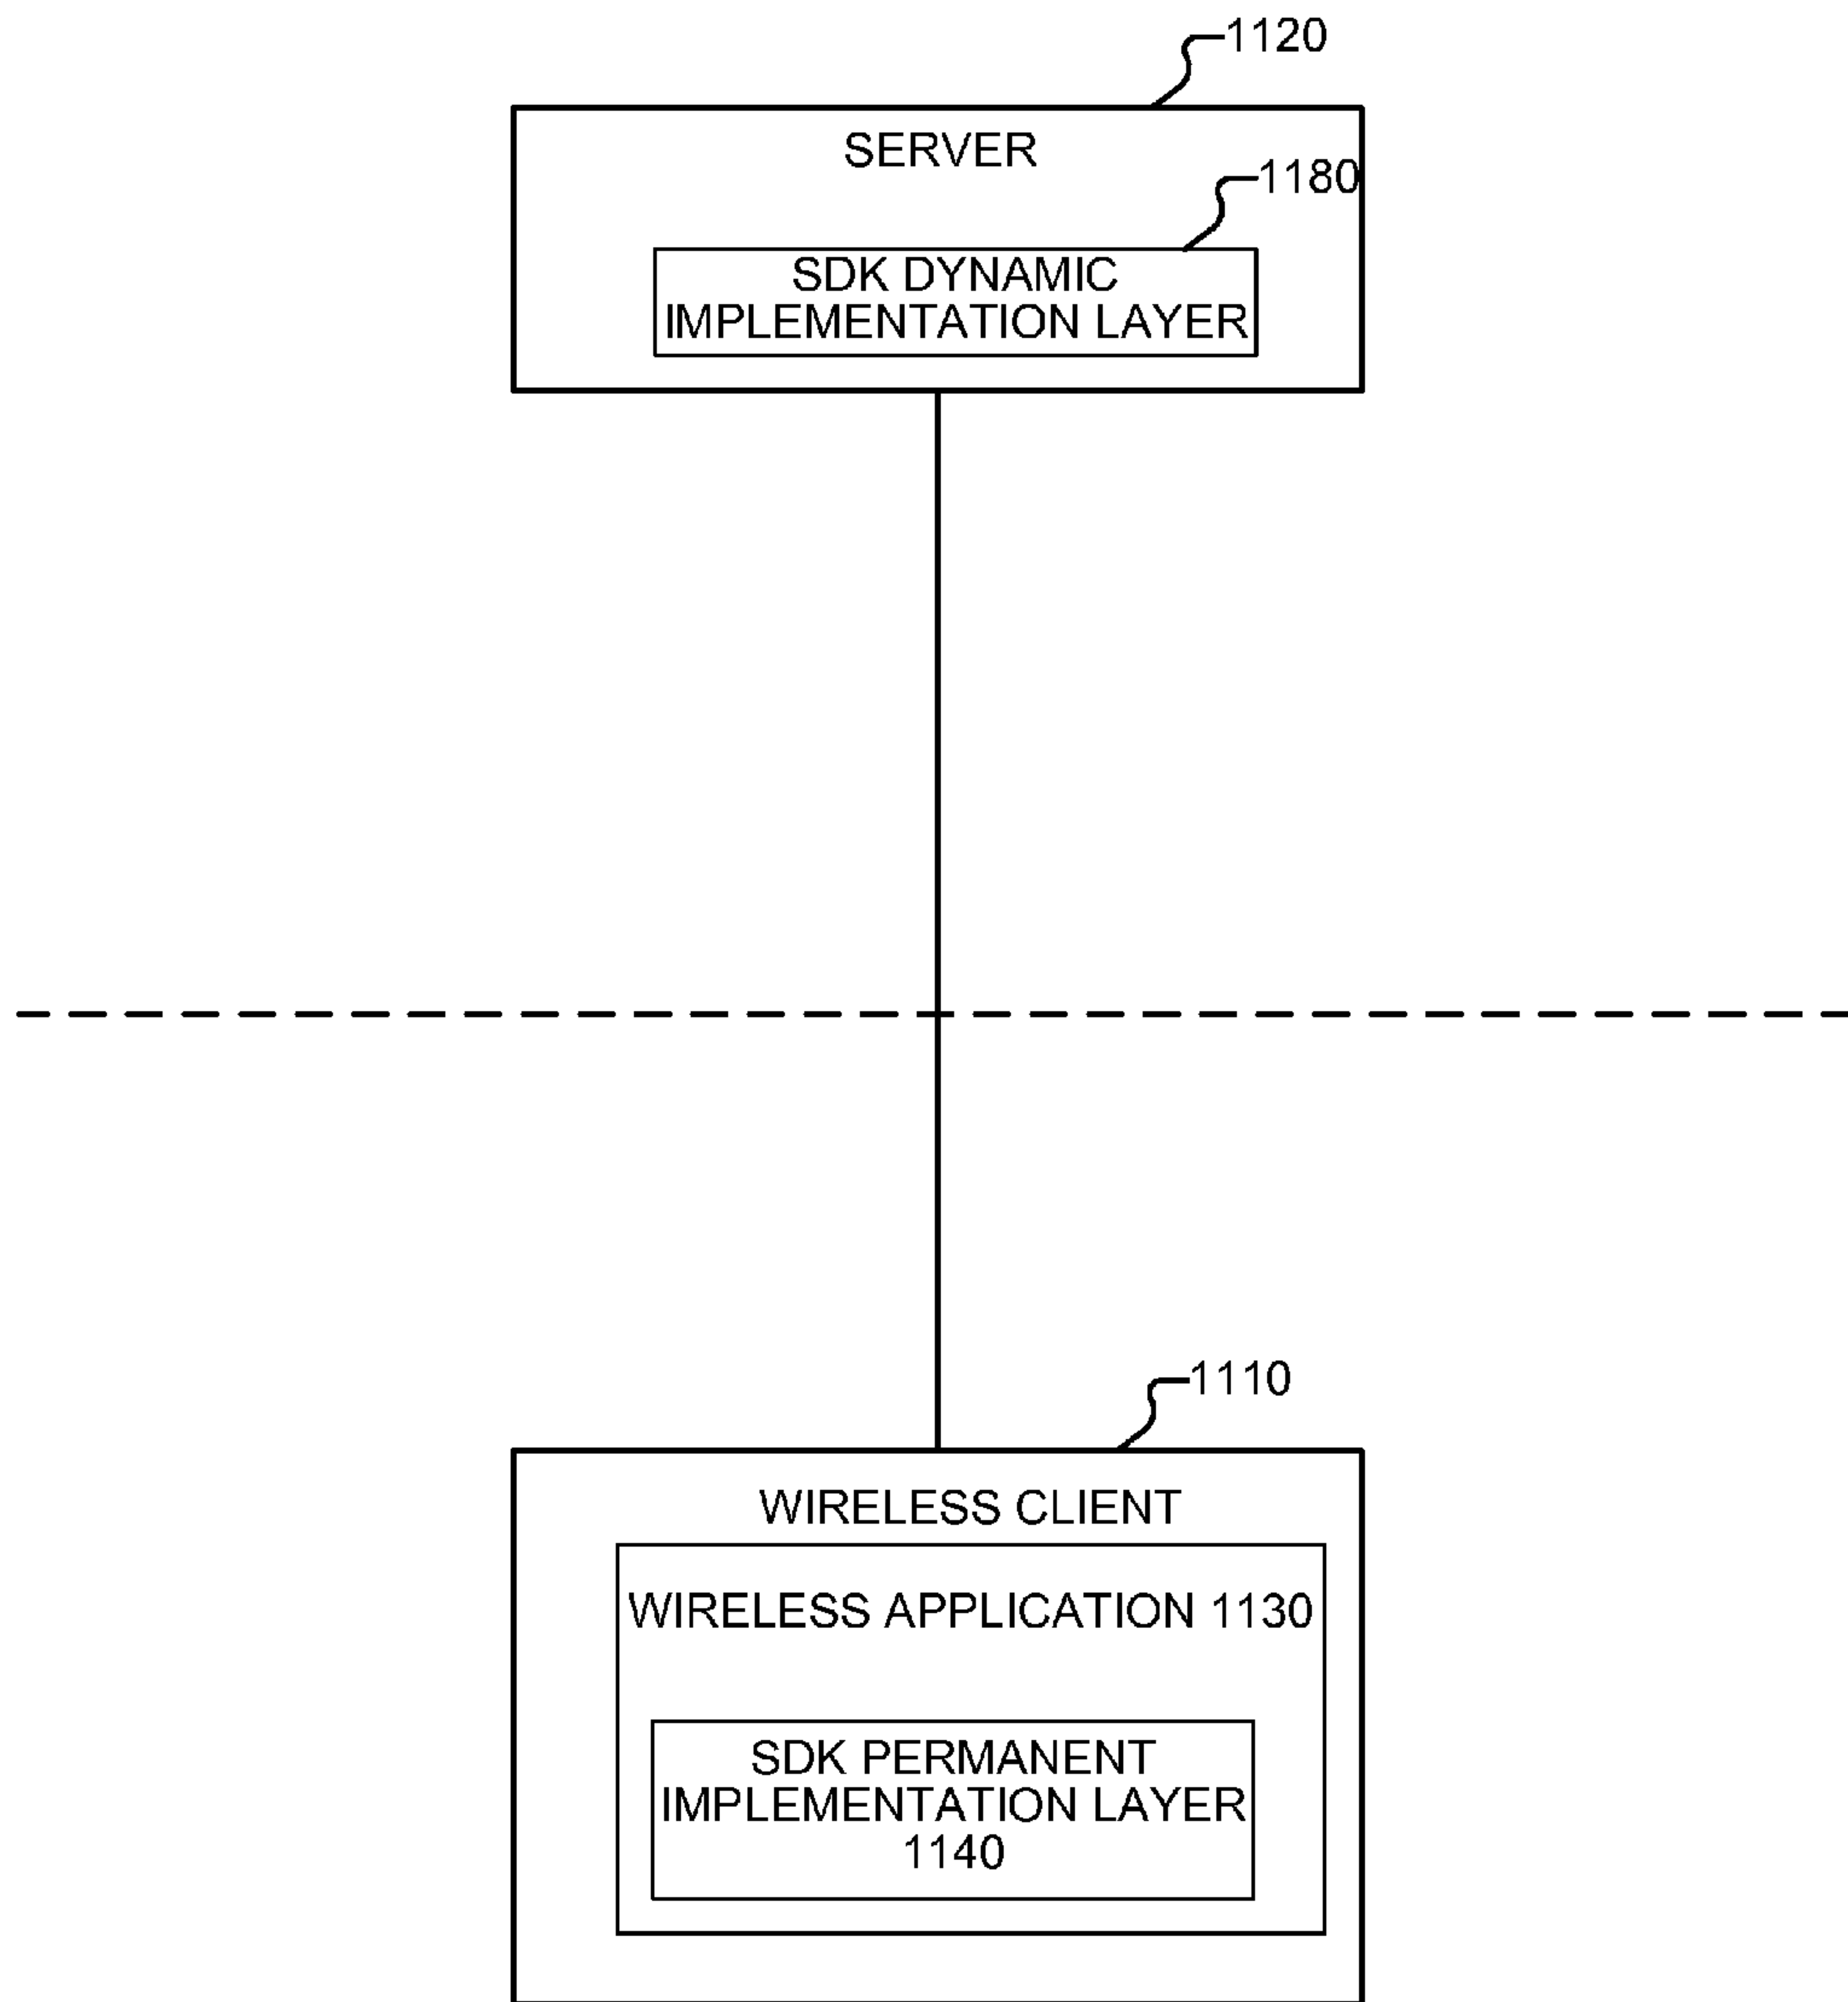 1120
SERVER
1180
SDK DYNAMIC
IMPLEMENTATION LAYER
1110
WIRELESS CLIENT
WIRELESS APPLICATION 1130
SDK PERMANENT
IMPLEMENTATION LAYER
1140